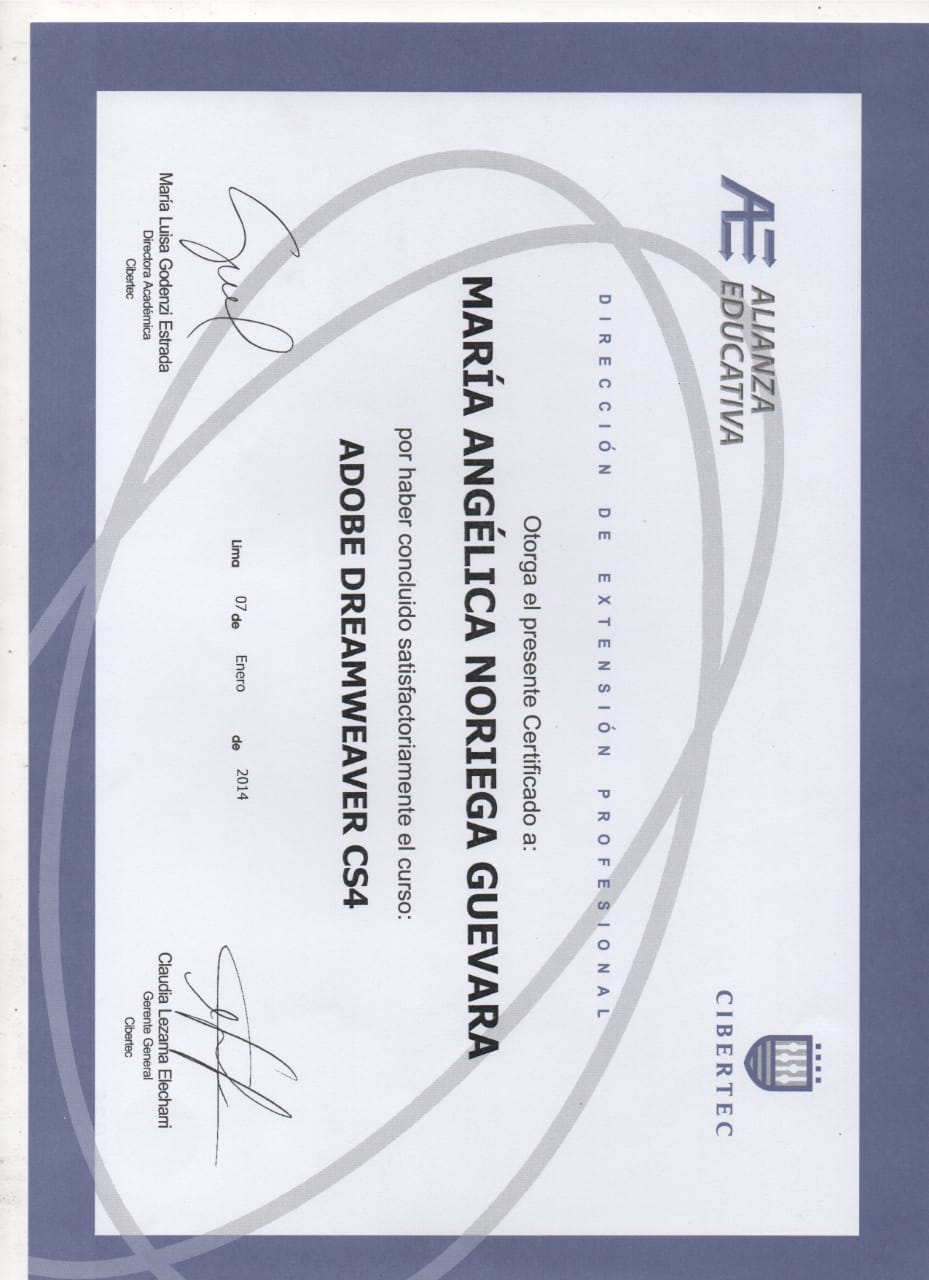 AE ALIANZA
EDUCATIVA
CIBERTEC
DIRECCIÓN DE EXTENSIÓN PROFESIONAL
Otorga el presente Certificado a:
MARÍA ANGÉLICA NORIEGA GUEVARA
por haber concluido satisfactoriamente el curso:
ADOBE DREAMWEAVER CS4
Lima 07 de Enero de 2014
María Luisa Godenzi Estrada
Directora Académica
Cibertec
Claudia Lezama Elecharri
Gerente General
Cibertec